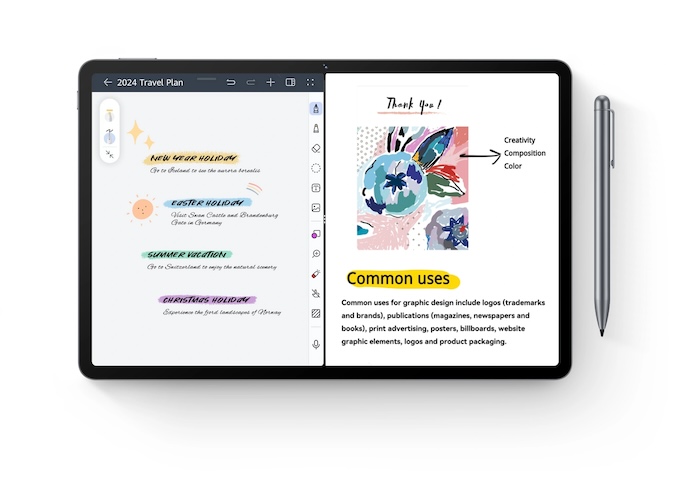 2024 Travel Plan
NEW YEAR HOLIDAY
Go to Iceland to see the aurora borealis
EASTER HOLIDAY
Visit Swan Castle and Brandenburg
Gate in Germany
SUMMER VACATION
Go to Switzerland to enjoy the natural scenery
CHRISTMAS HOLIDAY
Experience the fjord landscapes of Norway
Thank You !
Creativity
Composition
Color
Common uses
Common uses for graphic design include logos (trademarks
and brands), publications (magazines, newspapers and
books), print advertising, posters, billboards, website
graphic elements, logos and product packaging.